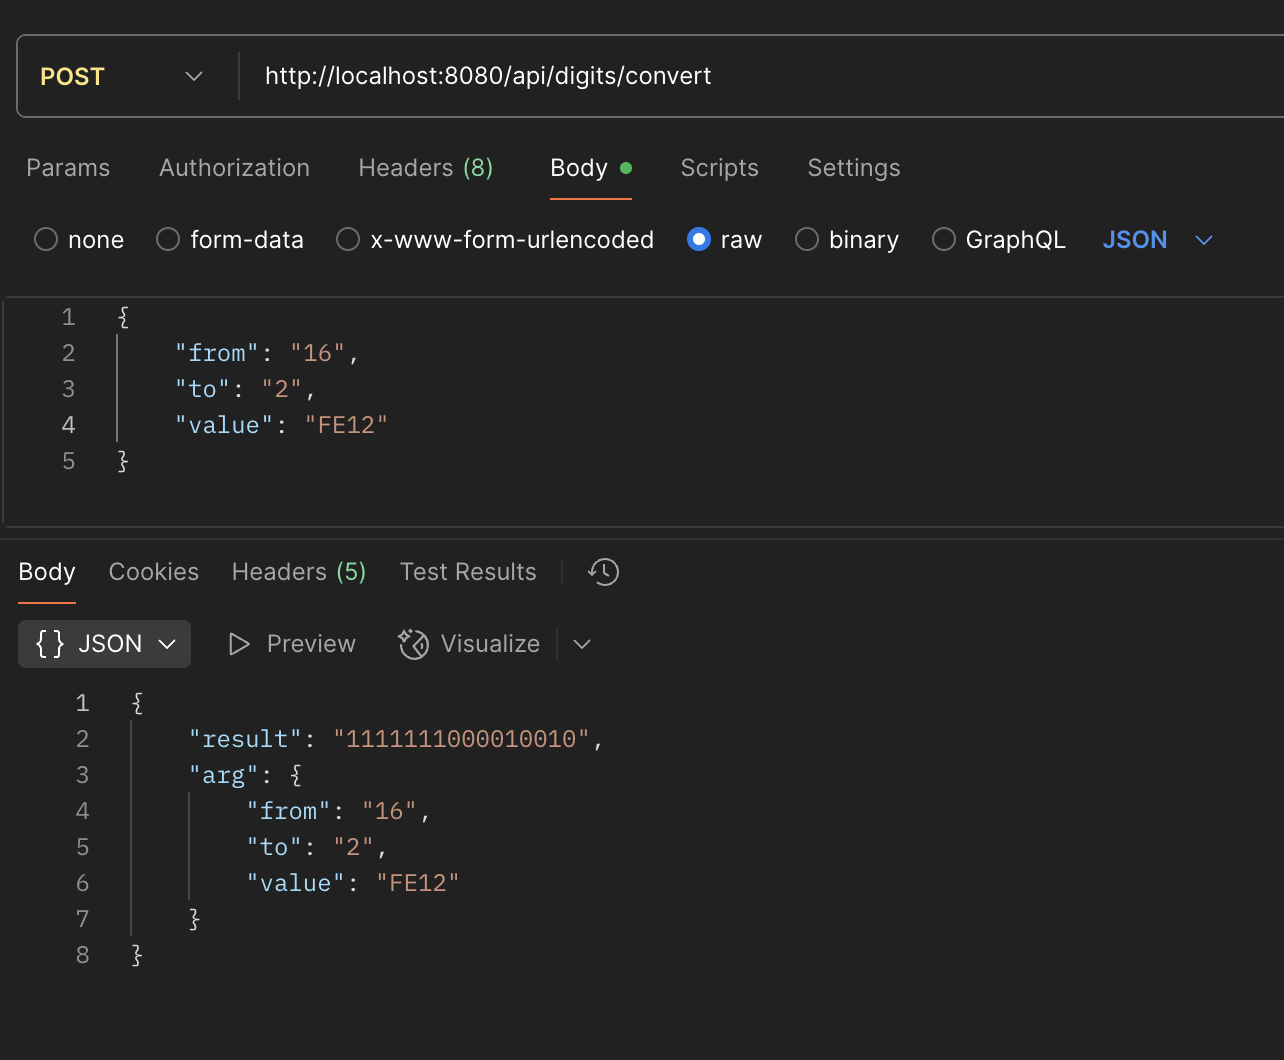 POST http://localhost:8080/api/digits/convert
Params Authorization Headers (8) Body Scripts Settings
none form-data x-www-form-urlencoded raw binary GraphQL JSON
1 {
2 "from": "16",
3 "to": "2",
4 "value": "FE12"
5 }
Body Cookies Headers (5) Test Results
{} JSON Preview Visualize
1 {
2 "result": "1111111000010010",
3 "arg": {
4 "from": "16",
5 "to": "2",
6 "value": "FE12"
7 }
8 }